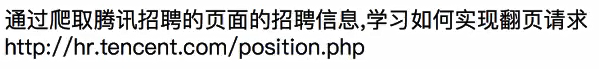 通过爬取腾讯招聘的页面的招聘信息,学习如何实现翻页请求
http://hr.tencent.com/position.php